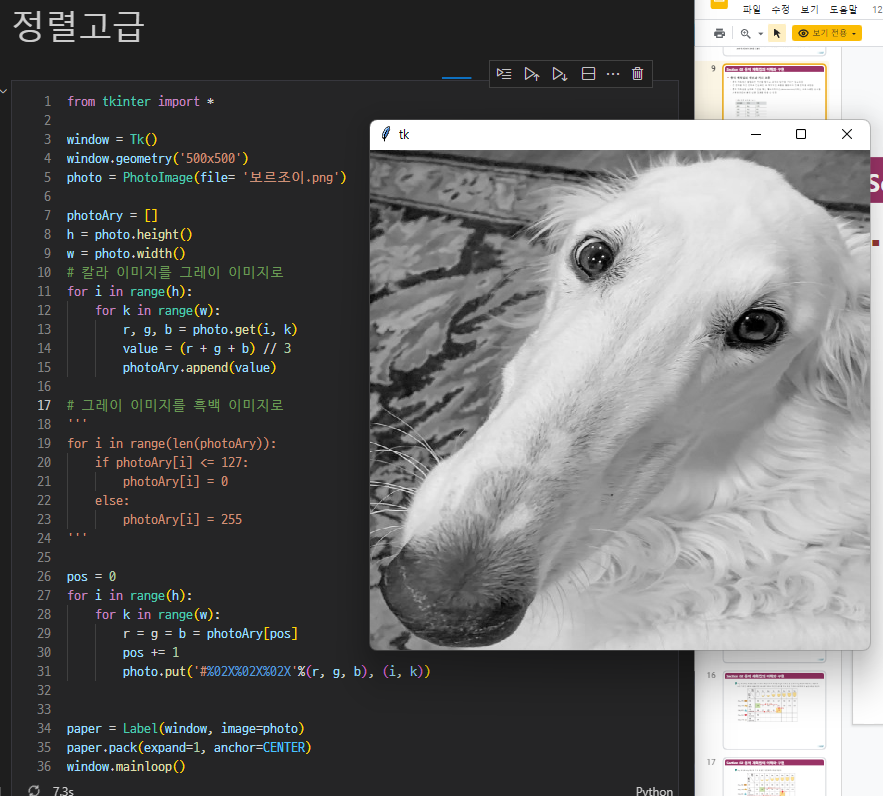 정렬고급
파일 수정 보기 도움말 12
보기 전용
9
tk
1 from tkinter import *
2
3 window = Tk()
4 window.geometry('500x500')
5 photo = PhotoImage(file= '보르조이.png')
6
7 photoAry = []
8 h = photo.height()
9 w = photo.width()
10 # 칼라 이미지를 그레이 이미지로
11 for i in range(h):
12 for k in range(w):
13 r, g, b = photo.get(i, k)
14 value = (r + g + b) // 3
15 photoAry.append(value)
16
17 # 그레이 이미지를 흑백 이미지로
18 '''
19 for i in range(len(photoAry)):
20 if photoAry[i] <= 127:
21 photoAry[i] = 0
22 else:
23 photoAry[i] = 255
24 '''
25
26 pos = 0
27 for i in range(h):
28 for k in range(w):
29 r = g = b = photoAry[pos]
30 pos += 1
31 photo.put('#%02X%02X%02X'%(r, g, b), (i, k))
32
33
34 paper = Label(window, image=photo)
35 paper.pack(expand=1, anchor=CENTER)
36 window.mainloop()
7.3s
Python
Se
16
17